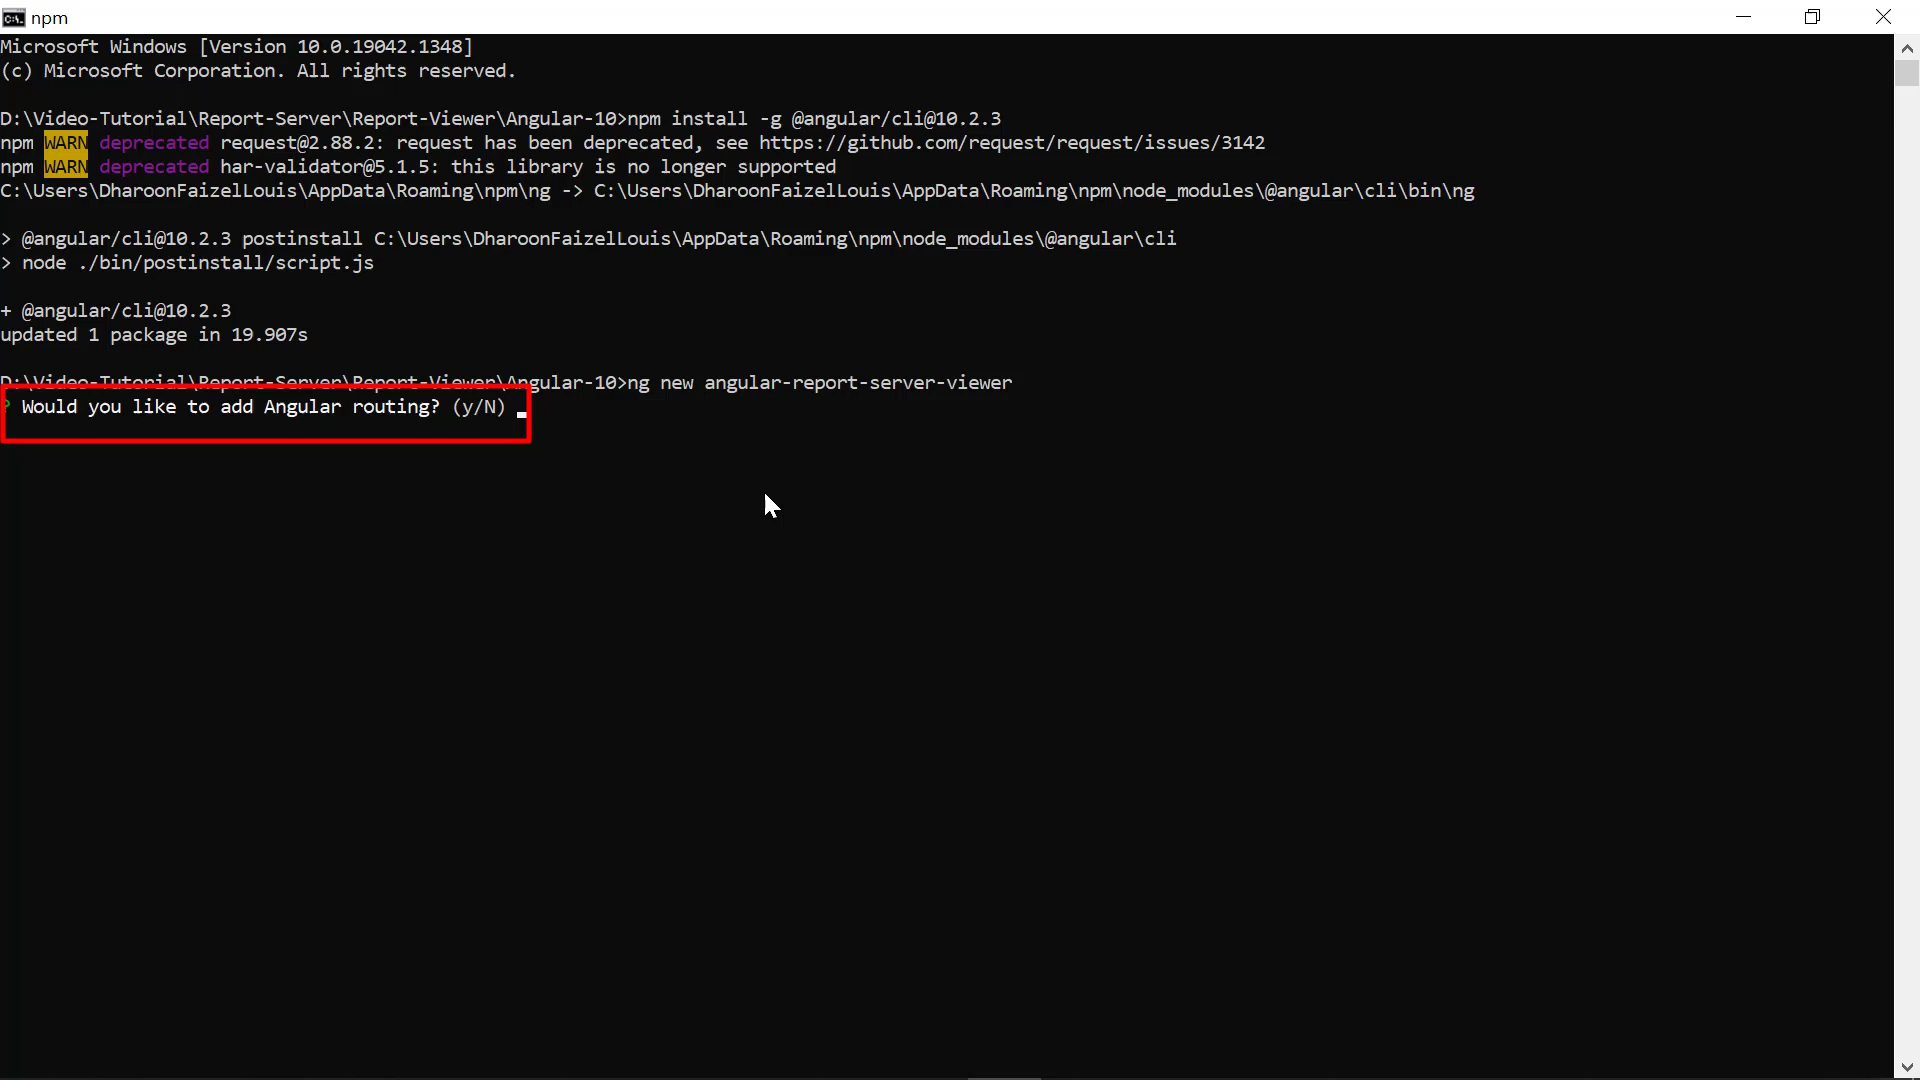 npm
Microsoft Windows [Version 10.0.19042.1348]
(c) Microsoft Corporation. All rights reserved.
D:\Video-Tutorial\Report-Server\Report-Viewer\Angular-10>npm install -g @angular/cli@10.2.3
npm WARN deprecated request@2.88.2: request has been deprecated, see https://github.com/request/request/issues/3142
npm WARN deprecated har-validator@5.1.5: this library is no longer supported
C:\Users\DharoonFaizelLouis\AppData\Roaming\npm\ng -> C:\Users\DharoonFaizelLouis\AppData\Roaming\npm\node_modules\@angular\cli\bin\ng
> @angular/cli@10.2.3 postinstall C:\Users\DharoonFaizelLouis\AppData\Roaming\npm\node_modules\@angular\cli
> node ./bin/postinstall/script.js
+ @angular/cli@10.2.3
updated 1 package in 19.907s
D:\Video-Tutorial\Report-Server\Report-Viewer\Angular-10>ng new angular-report-server-viewer
? Would you like to add Angular routing? (y/N)